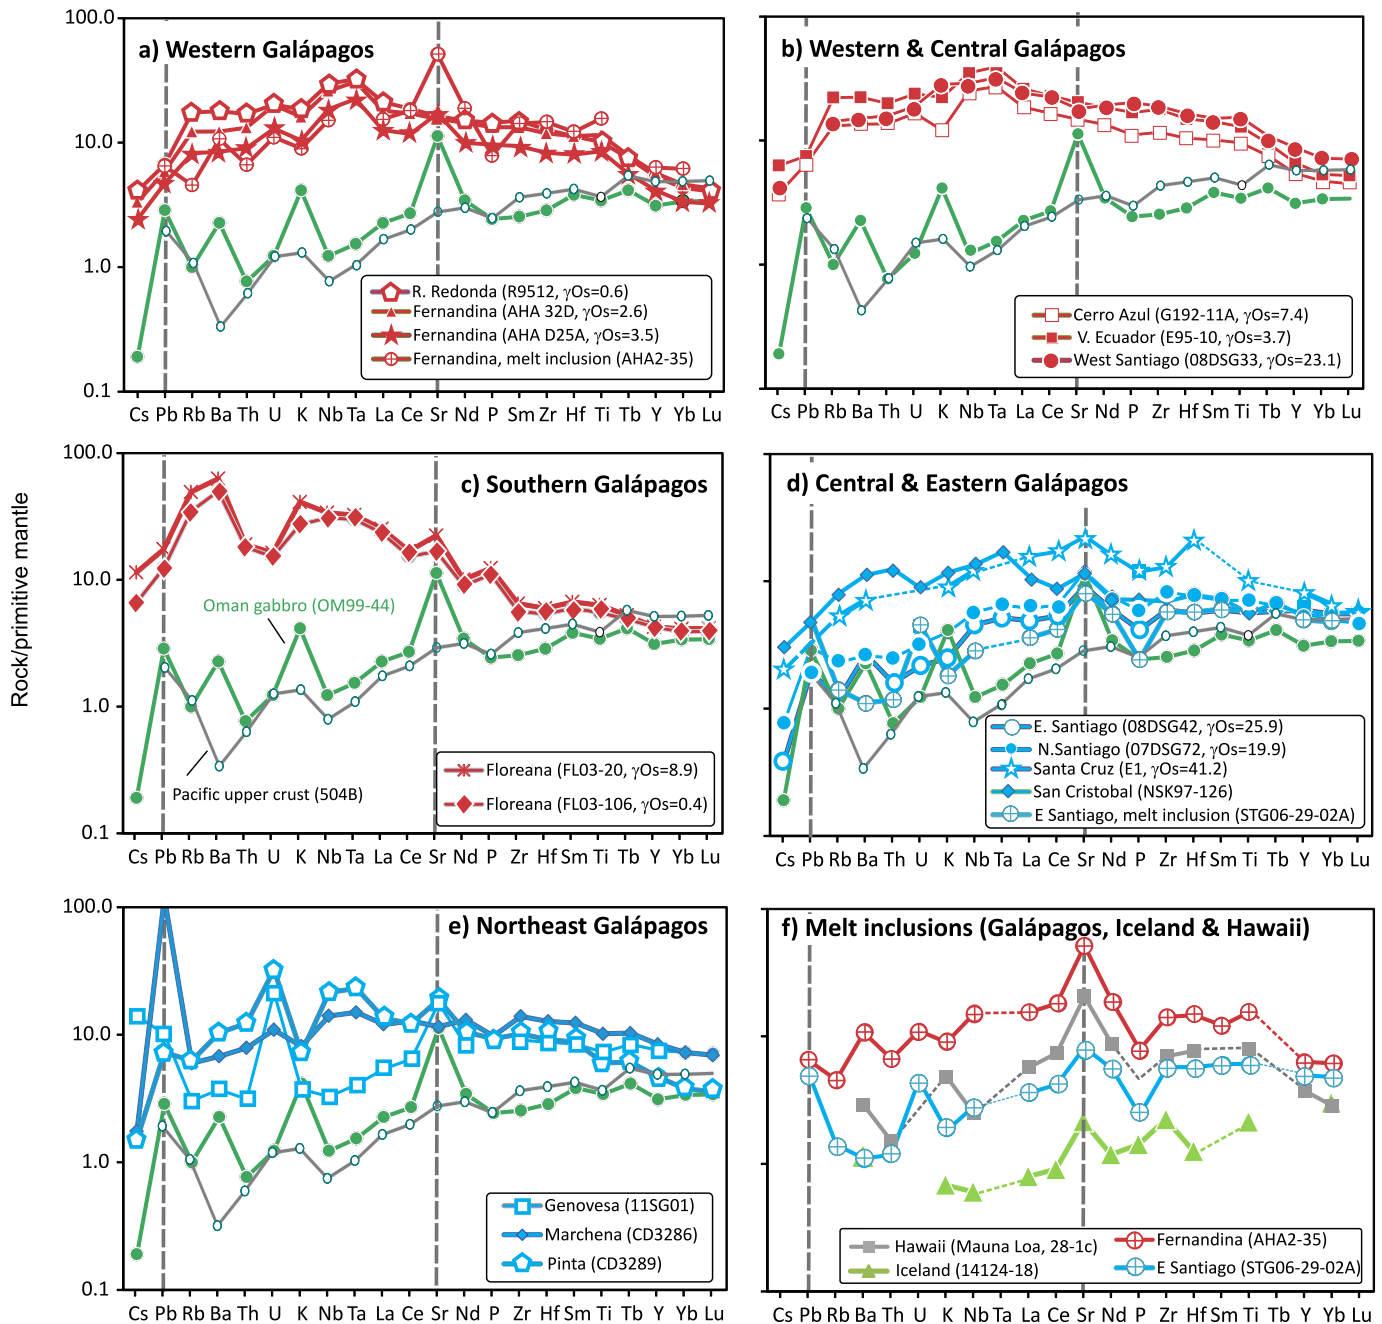 Rock/primitive mantle
a) Western Galápagos
100.0
10.0
1.0
0.1
R. Redonda (R9512, γOs=0.6)
Fernandina (AHA 32D, γOs=2.6)
Fernandina (AHA D25A, γOs=3.5)
Fernandina, melt inclusion (AHA2-35)
Cs Pb Rb Ba Th U K Nb Ta La Ce Sr Nd P Sm Zr Hf Ti Tb Y Yb Lu
b) Western & Central Galápagos
Cerro Azul (G192-11A, γOs=7.4)
V. Ecuador (E95-10, γOs=3.7)
West Santiago (08DSG33, γOs=23.1)
Cs Pb Rb Ba Th U K Nb Ta La Ce Sr Nd P Zr Hf Sm Ti Tb Y Yb Lu
100.0
10.0
1.0
0.1
c) Southern Galápagos
Oman gabbro (OM99-44)
Pacific upper crust (504B)
Floreana (FL03-20, γOs=8.9)
Floreana (FL03-106, γOs=0.4)
Cs Pb Rb Ba Th U K Nb Ta La Ce Sr Nd P Zr Hf Sm Ti Tb Y Yb Lu
d) Central & Eastern Galápagos
E. Santiago (08DSG42, γOs=25.9)
N.Santiago (07DSG72, γOs=19.9)
Santa Cruz (E1, γOs=41.2)
San Cristobal (NSK97-126)
E Santiago, melt inclusion (STG06-29-02A)
Cs Pb Rb Ba Th U K Nb Ta La Ce Sr Nd P Zr Hf Sm Ti Tb Y Yb Lu
100.0
10.0
1.0
0.1
e) Northeast Galápagos
Genovesa (11SG01)
Marchena (CD3286)
Pinta (CD3289)
Cs Pb Rb Ba Th U K Nb Ta La Ce Sr Nd P Zr Hf Sm Ti Tb Y Yb Lu
f) Melt inclusions (Galápagos, Iceland & Hawaii)
Hawaii (Mauna Loa, 28-1c)
Iceland (14124-18)
Fernandina (AHA2-35)
E Santiago (STG06-29-02A)
Cs Pb Rb Ba Th U K Nb Ta La Ce Sr Nd P Zr Hf Sm Ti Tb Y Yb Lu